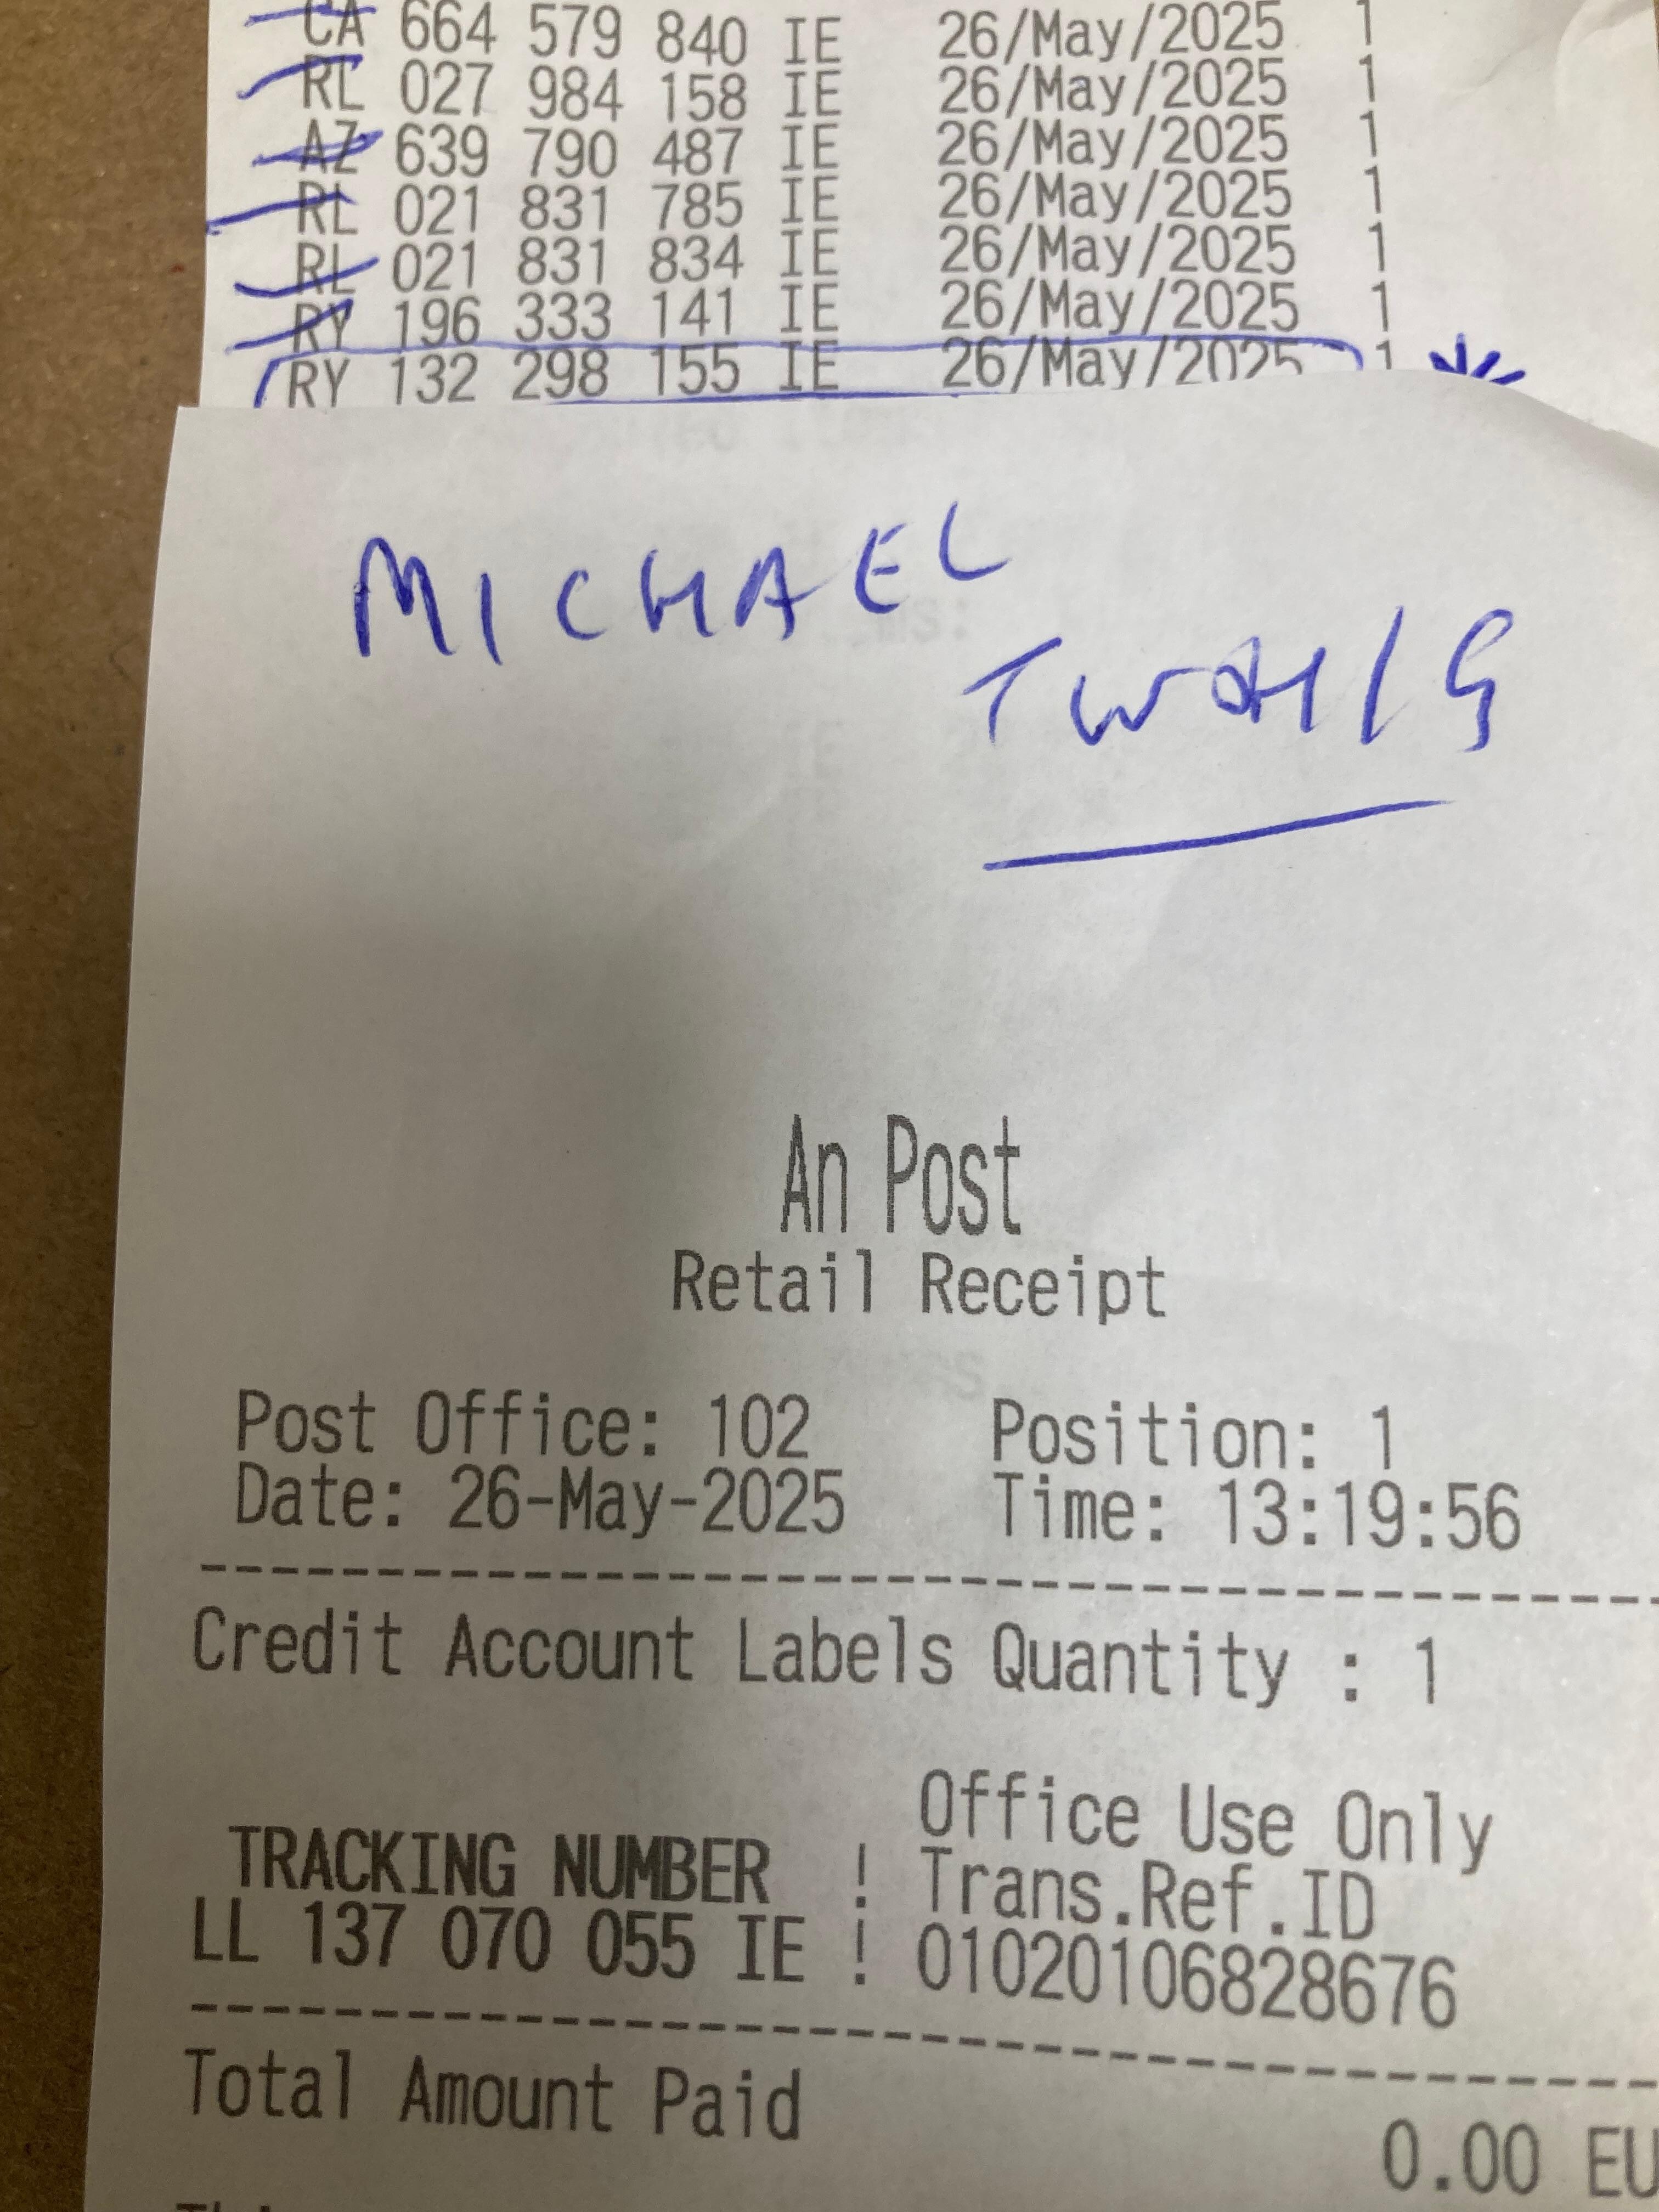 CA 664 579 840 IE 26/May/2025 1
RL 027 984 158 IE 26/May/2025 1
AZ 639 790 487 IE 26/May/2025 1
RL 021 831 785 IE 26/May/2025 1
RL 021 831 834 IE 26/May/2025 1
RY 196 333 141 IE 26/May/2025 1
RY 132 298 155 IE 26/May/2025 1
MICHAEL
An Post
Retail Receipt
Post Office: 102 Position: 1
Date: 26-May-2025 Time: 13:19:56
Credit Account Labels Quantity : 1
Office Use Only
TRACKING NUMBER ! Trans.Ref.ID
LL 137 070 055 IE ! 01020106828676
Total Amount Paid
0.00 EU